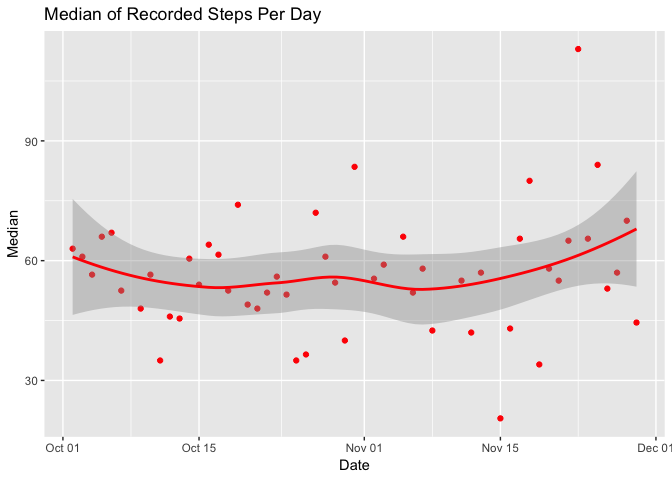 Median of Recorded Steps Per Day
90
60
30
Median
Oct 01
Oct 15
Nov 01
Nov 15
Dec 01
Date